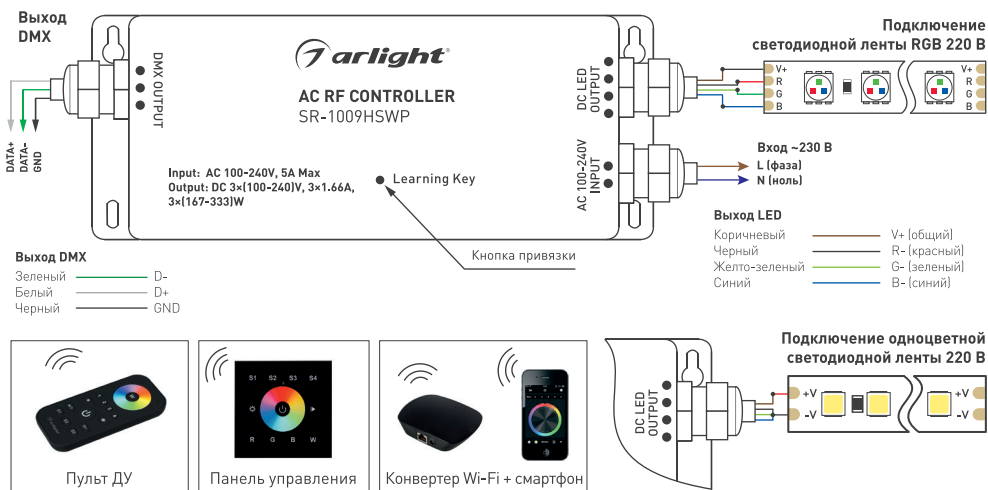 Выход
DMX
DATA+
DATA-
GND
DMX OUTPUT
arlight
AC RF CONTROLLER
SR-1009HSWP
Input: AC 100-240V, 5A Max
Output: DC 3×(100-240)V, 3×1.66A,
3×(167-333)W
Learning Key
Кнопка привязки
DC LED
OUTPUT
AC 100-240V
INPUT
Подключение
светодиодной ленты RGB 220 В
V+
R
G
B
V+
R
G
B
Вход ~230 В
L (фаза)
N (ноль)
Выход LED
Коричневый V+ (общий)
Черный R- (красный)
Желто-зеленый G- (зеленый)
Синий B- (синий)
Выход DMX
Зеленый D-
Белый D+
Черный GND
Пульт ДУ
S1 S2 S3 S4
R G B W
Панель управления
Конвертер Wi-Fi + смартфон
Подключение одноцветной
светодиодной ленты 220 В
DC LED
OUTPUT
+V
-V
+V
-V